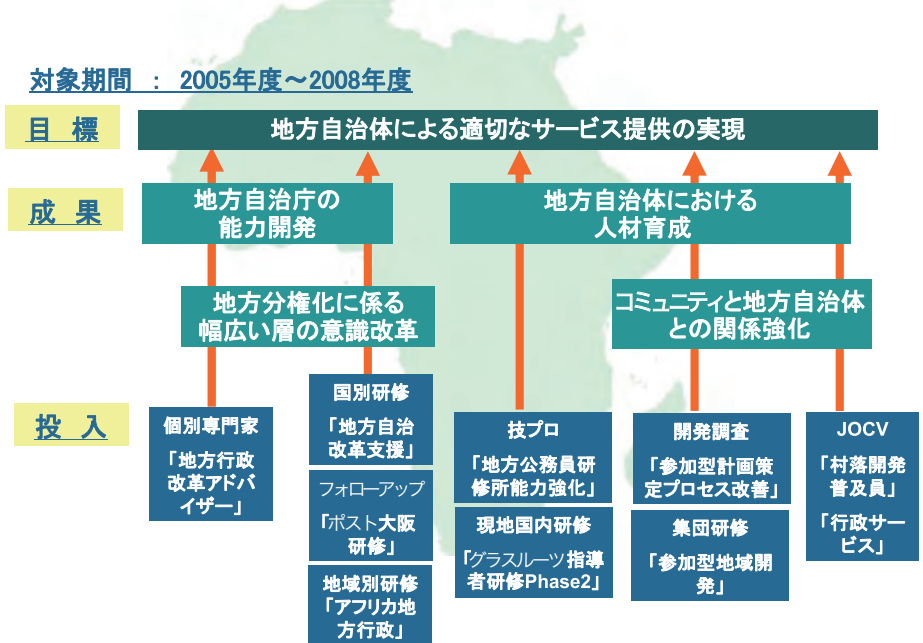 対象期間 : 2005年度～2008年度
目 標
地方自治体による適切なサービス提供の実現
成 果
地方自治庁の
能力開発
地方自治体における
人材育成
地方分権化に係る
幅広い層の意識改革
コミュニティと地方自治体
との関係強化
投 入
個別専門家
「地方行政
改革アドバ
イザー」
国別研修
「地方自治
改革支援」
フォローアップ
「ポスト大阪
研修」
地域別研修
「アフリカ地
方行政」
技プロ
「地方公務員研
修所能力強化」
現地国内研修
「グラスルーツ指導
者研修Phase2」
開発調査
「参加型計画策
定プロセス改善」
集団研修
「参加型地域開
発」
JOCV
「村落開発
普及員」
「行政サー
ビス」